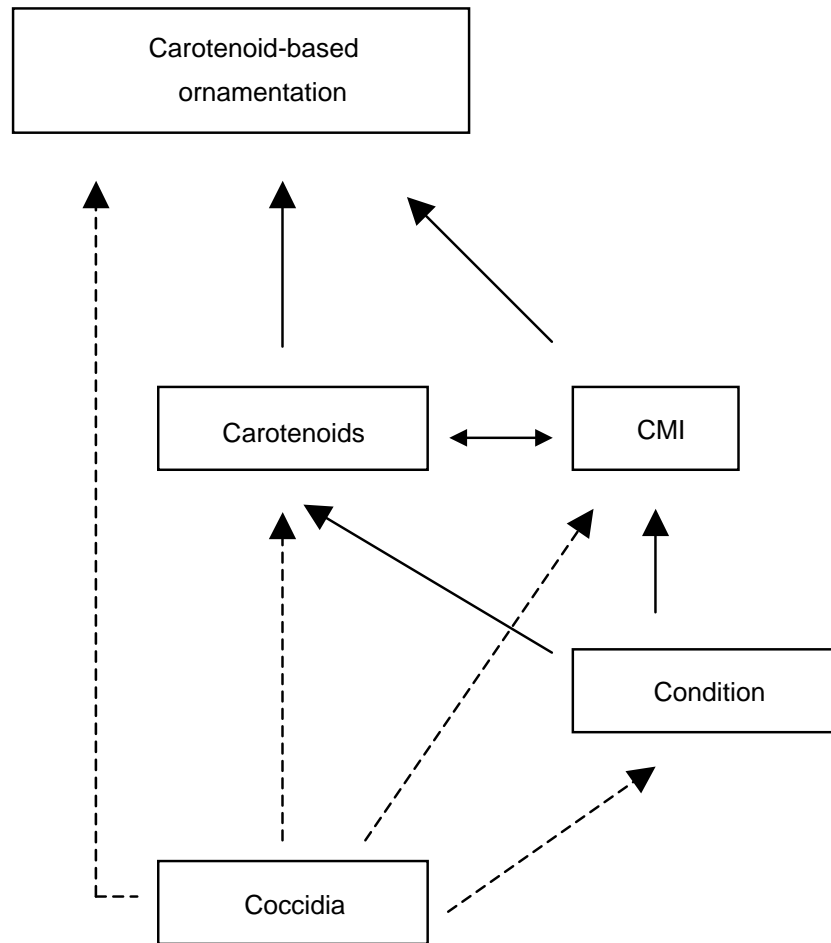 Carotenoid-based
ornamentation
Carotenoids
CMI
Condition
Coccidia